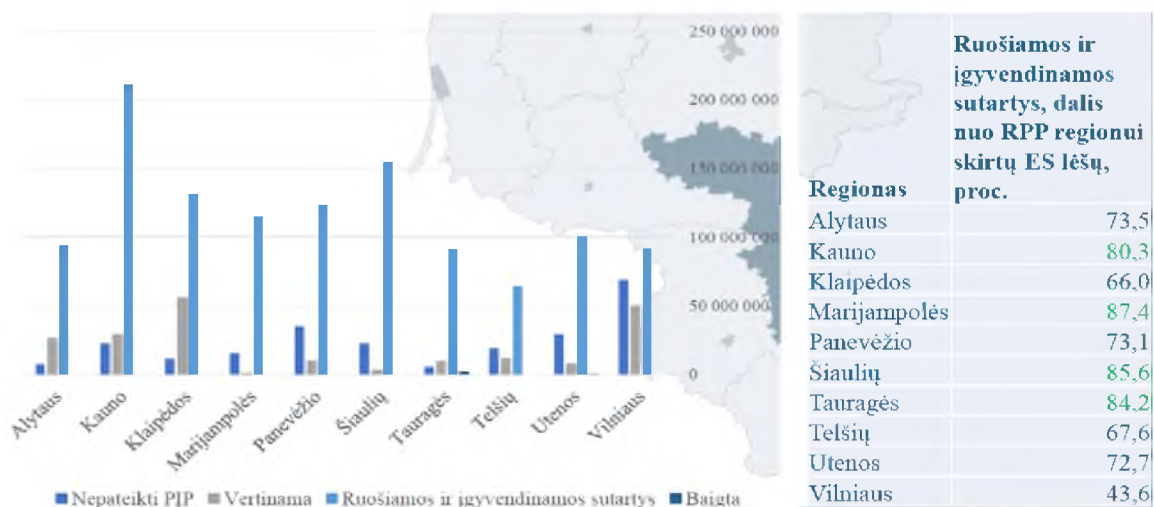 250 000 000
200 000 000
150 000 000
100 000 000
50 000 000
0
Alytaus
Kauno
Klaipėdos
Marijampolės
Panevėžio
Šiaulių
Tauragės
Telšių
Utenos
Vilniaus
Nepateikti PĮP Vertinama Ruošiamos ir įgyvendinamos sutartys Baigta
Ruošiamos ir
įgyvendinamos
sutartys, dalis
nuo RPP regionui
skirtų ES lėšų,
Regionas proc.
Alytaus 73,5
Kauno 80,3
Klaipėdos 66,0
Marijampolės 87,4
Panevėžio 73,1
Šiaulių 85,6
Tauragės 84,2
Telšių 67,6
Utenos 72,7
Vilniaus 43,6